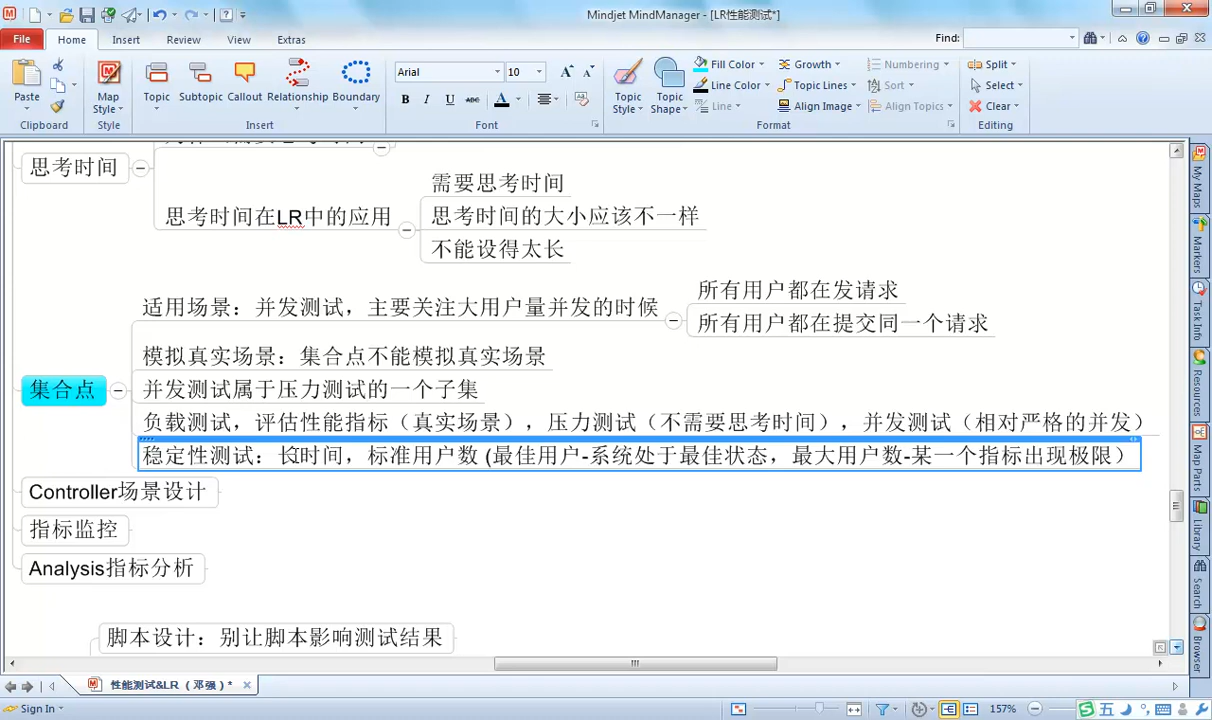 Mindjet MindManager - [LR性能测试*]
File Home Insert Review View Extras
Find:
Paste Map Style Topic Subtopic Callout Relationship Boundary
Arial 10
B I U abc A
Topic Style Topic Shape
Fill Color Growth Numbering Split
Line Color Topic Lines Sort Select
Line Align Image Align Topics Clear
Clipboard Style Insert Font Format Editing
思考时间
思考时间在LR中的应用
需要思考时间
思考时间的大小应该不一样
不能设得太长
集合点
适用场景：并发测试，主要关注大用户量并发的时候
所有用户都在发请求
所有用户都在提交同一个请求
模拟真实场景：集合点不能模拟真实场景
并发测试属于压力测试的一个子集
负载测试，评估性能指标（真实场景），压力测试（不需要思考时间），并发测试（相对严格的并发）
稳定性测试：长时间，标准用户数 (最佳用户-系统处于最佳状态，最大用户数-某一个指标出现极限）
Controller场景设计
指标监控
Analysis指标分析
脚本设计：别让脚本影响测试结果
My Maps
Markers
Task Info
Resources
Map Parts
Library
Search
Browser
性能测试&LR（邓强）*
Sign In
157%
五